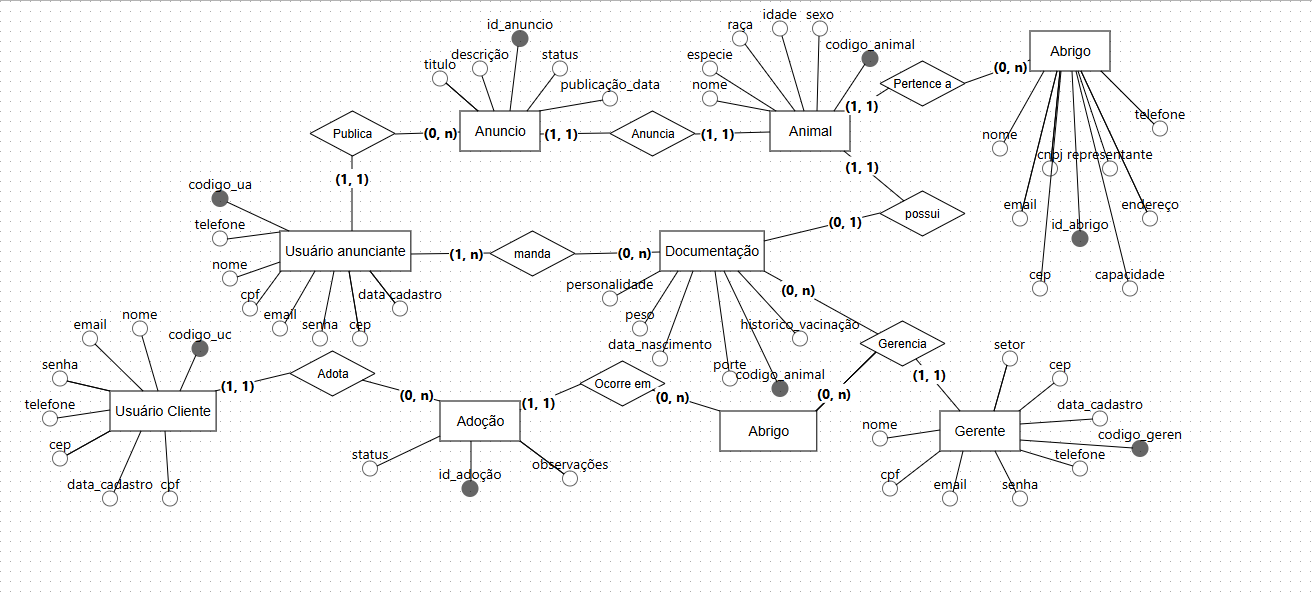 id_anuncio
descrição
status
titulo
publicação_data
Publica
(0, n)
Anuncio
(1, 1)
Anuncia
(1, 1)
Animal
idade
sexo
raça
codigo_animal
especie
nome
(1, 1)
Pertence a
(0, n)
Abrigo
telefone
nome
cnpj
representante
email
endereço
id_abrigo
cep
capacidade
(1, 1)
(1, 1)
possui
(0, 1)
codigo_ua
telefone
Usuário anunciante
(1, n)
manda
(0, n)
Documentação
nome
cpf
email
senha
cep
data_cadastro
personalidade
peso
data_nascimento
porte
codigo_animal
historico_vacinação
(0, n)
Gerencia
(1, 1)
(0, n)
nome
email
codigo_uc
senha
telefone
Usuário Cliente
cep
data_cadastro
cpf
(1, 1)
Adota
(0, n)
Adoção
status
id_adoção
observações
(1, 1)
Ocorre em
(0, n)
Abrigo
setor
cep
data_cadastro
codigo_geren
nome
Gerente
telefone
cpf
email
senha